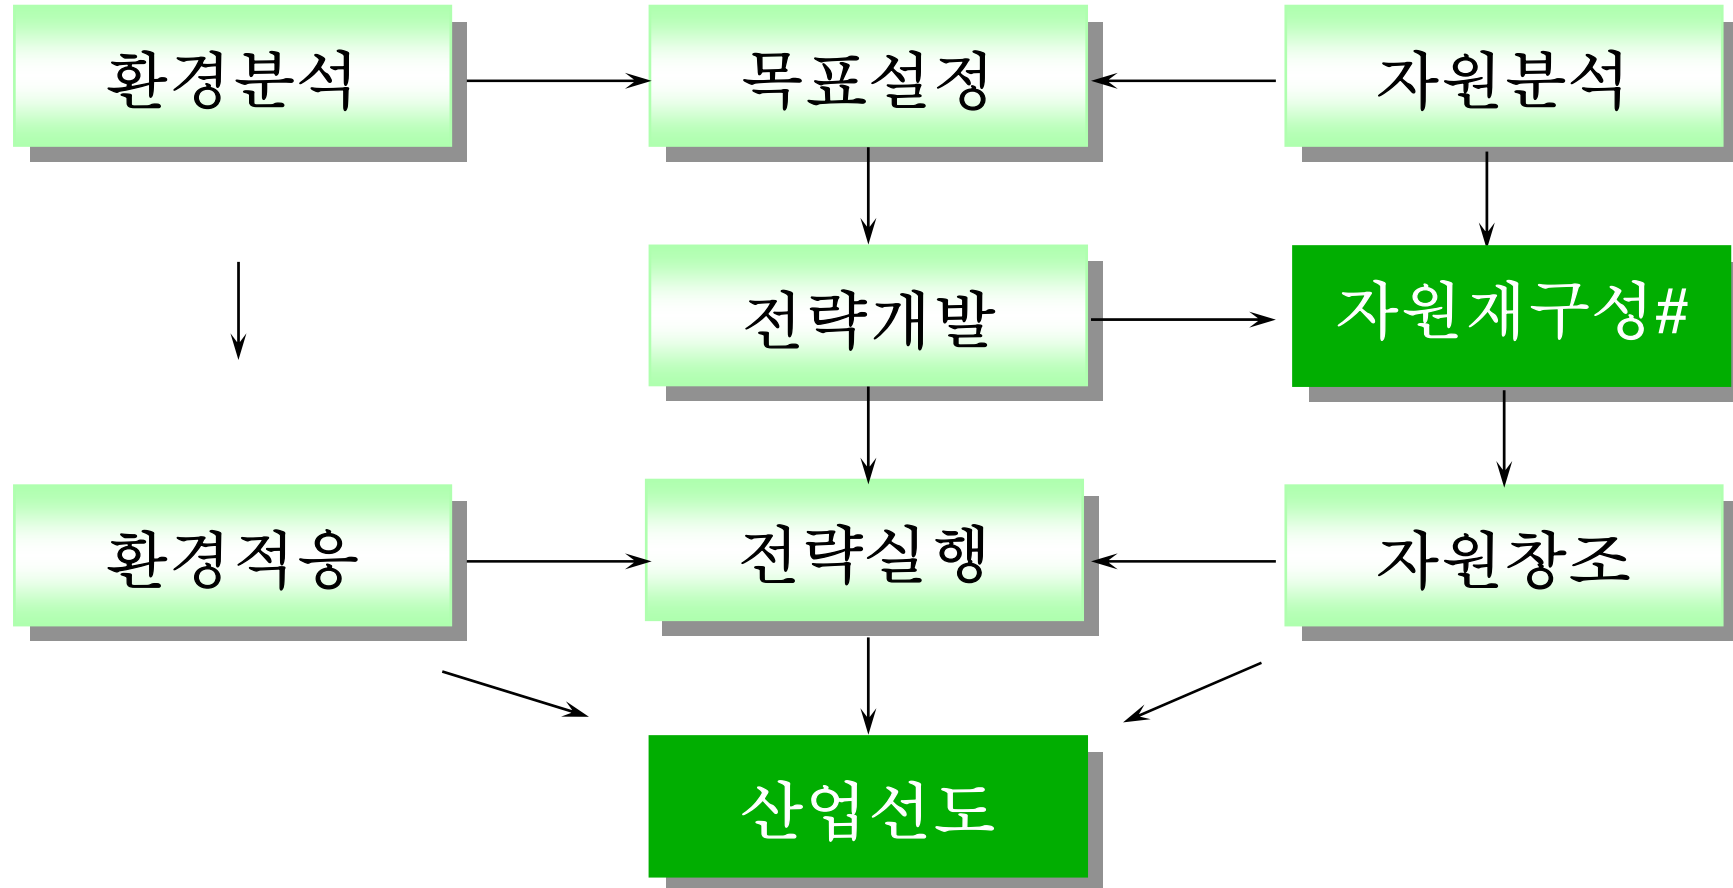 환경분석
목표설정
자원분석
전략개발
자원재구성#
환경적응
전략실행
자원창조
산업선도